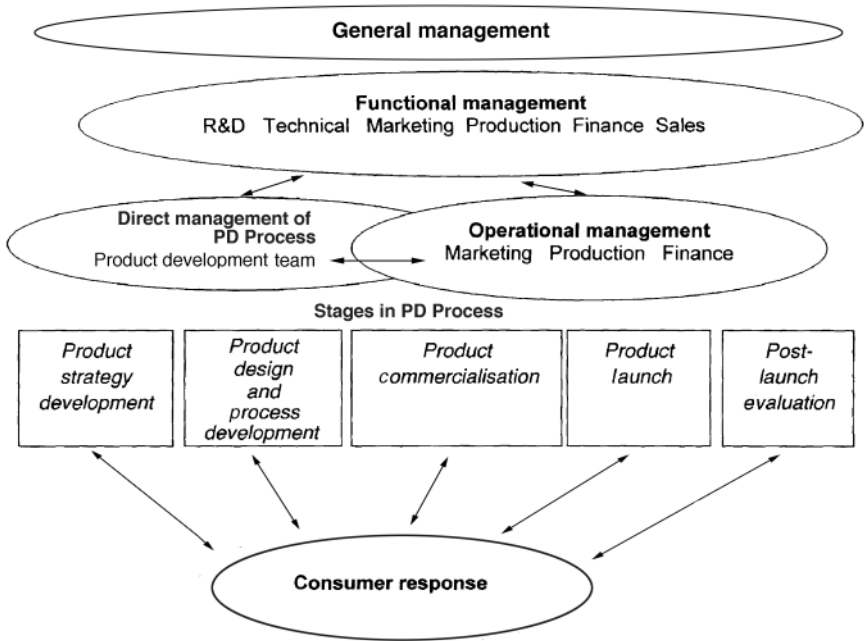 General management
Functional management
R&D Technical Marketing Production Finance Sales
Direct management of
PD Process
Product development team
Operational management
Marketing Production Finance
Stages in PD Process
Product
strategy
development
Product
design
and
process
development
Product
commercialisation
Product
launch
Post-
launch
evaluation
Consumer response